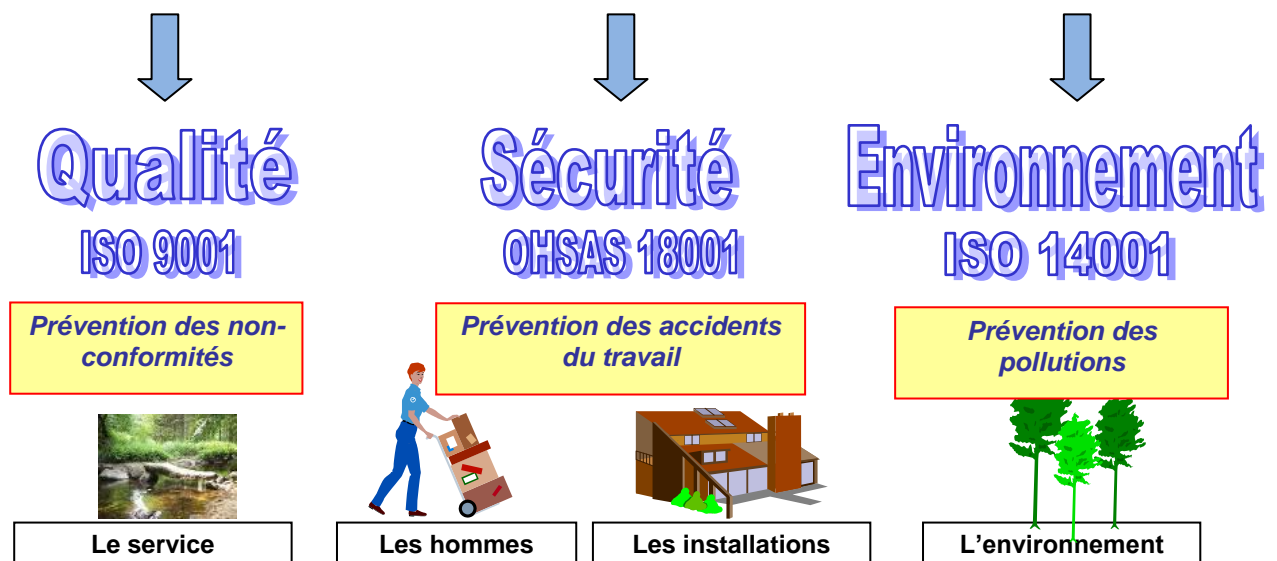 Qualité
ISO 9001
Prévention des non-
conformités
Le service
Sécurité
OHSAS 18001
Prévention des accidents
du travail
Les hommes
Les installations
Environnement
ISO 14001
Prévention des
pollutions
L'environnement